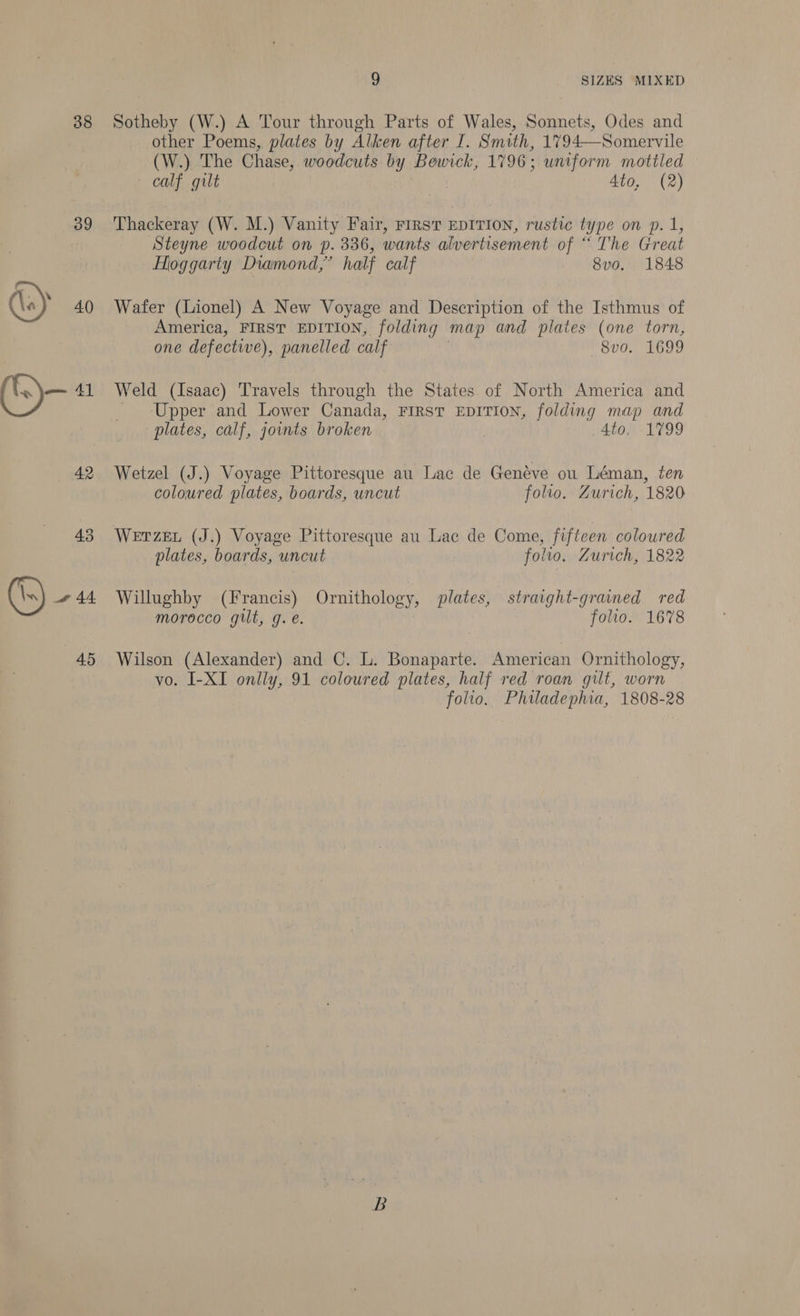 9 SIZES MIXED
38 Sotheby (W.) A Tour through Parts of Wales, Sonnets, Odes and
other Poems, plates by Alken after I. Smith, 1794—Somervile
(W.) The Chase, woodcuts by Bewick, 1796; uniform mottled
calf gilt 4to, (2)
39 Thackeray (W. M.) Vanity Fair, FIRST EDITION, rustic type on p. 1,
Steyne woodcut on p. 336, wants alvertisement of “The Great
Hoggarty Diamond,” half calf 8vo. 1848
40 Wafer (Lionel) A New Voyage and Description of the Isthmus of
America, FIRST EDITION, folding map and plates (one torn,
one defective), panelled calf 8vo. 1699
41 Weld (Isaac) Travels through the States of North America and
Upper and Lower Canada, FIRST EDITION, folding map and
plates, calf, joints broken 4to. 1799
42 Wetzel (J.) Voyage Pittoresque au Lac de Genéve ou Léman, ten
coloured plates, boards, uncut folio. Zurich, 1820
43 WETZEL (J.) Voyage Pittoresque au Lac de Come, fifteen coloured
plates, boards, uncut folio. Zurich, 1822
44 Willughby (Francis) Ornithology, plates, straight-grained red
morocco gilt, g. e. folio. 1678
45 Wilson (Alexander) and C. L. Bonaparte. American Ornithology,
vo. I-XI onlly, 91 coloured plates, half red roan gilt, worn
folio. Philadephia, 1808-28
B